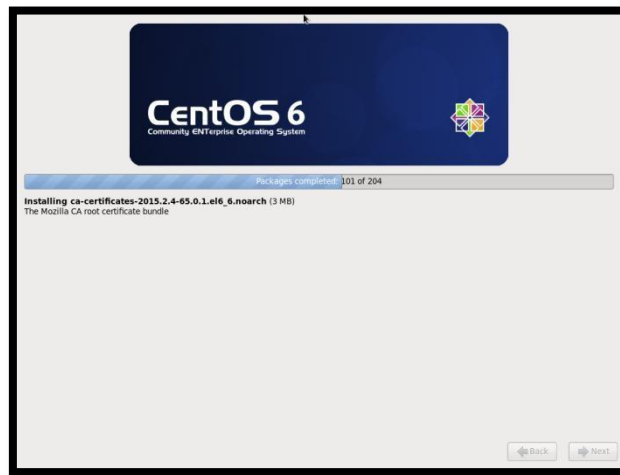 CentOS 6
Community ENTerprise Operating System
Packages completed: 101 of 204
Installing ca-certificates-2015.2.4-65.0.1.el6_6.noarch (3 MB)
The Mozilla CA root certificate bundle
Back
Next